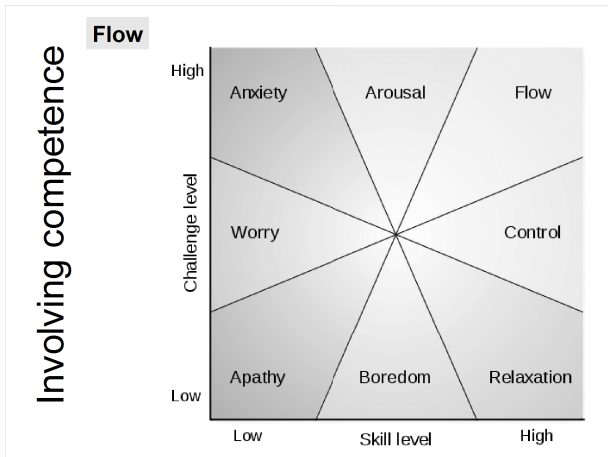 Flow
Involving competence
High
Anxiety
Arousal
Flow
Challenge level
Worry
Control
Apathy
Boredom
Relaxation
Low
Low
Skill level
High